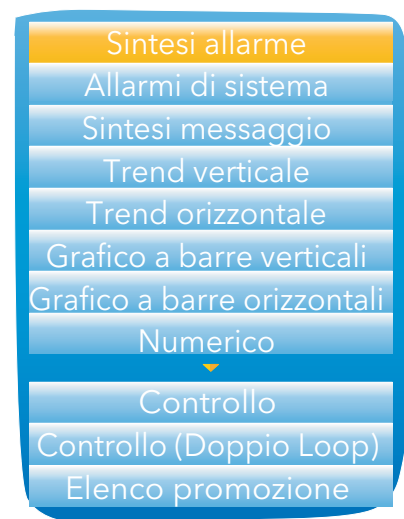 Sintesi allarme
Allarmi di sistema
Sintesi messaggio
Trend verticale
Trend orizzontale
Grafico a barre verticali
Grafico a barre orizzontali
Numerico
Controllo
Controllo (Doppio Loop)
Elenco promozione